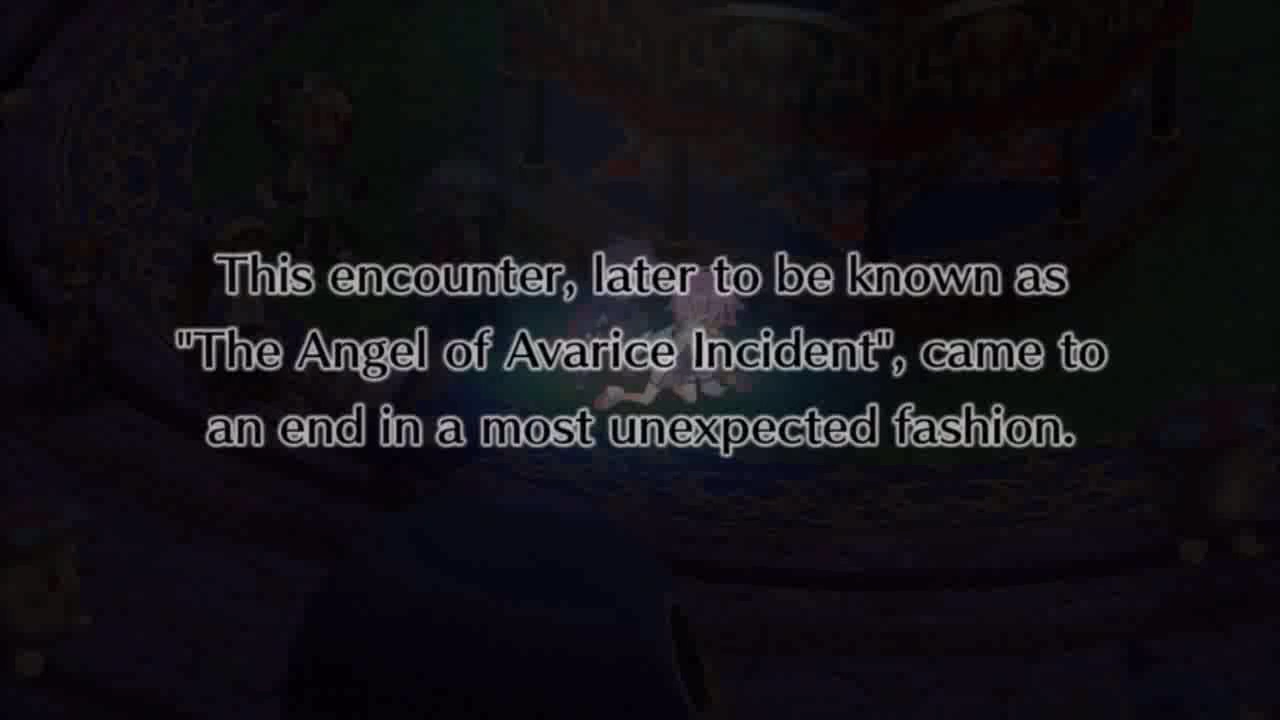 This encounter, later to be known as
"The Angel of Avarice Incident", came to
an end in a most unexpected fashion.